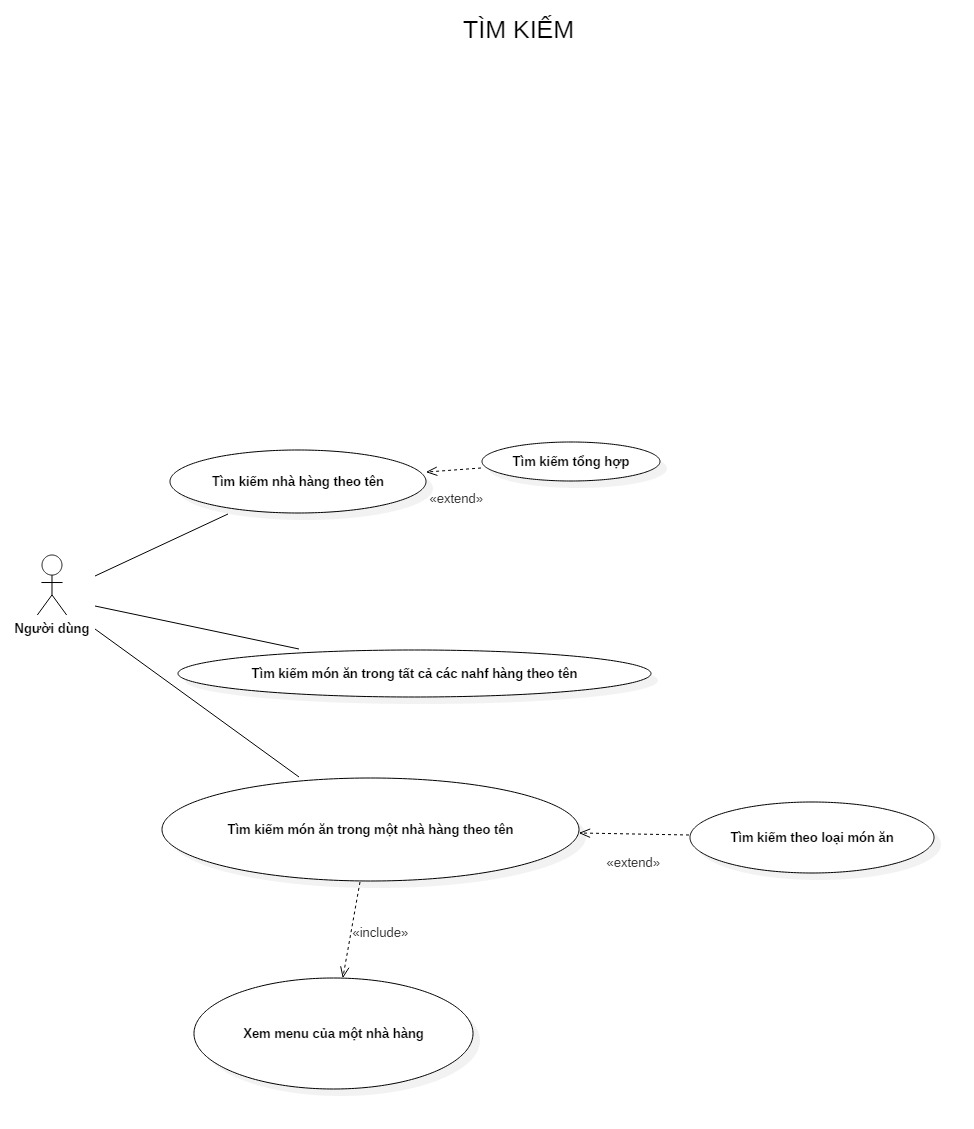 TÌM KIẾM
Tìm kiếm tổng hợp
Tìm kiếm nhà hàng theo tên
«extend»
Người dùng
Tìm kiếm món ăn trong tất cả các nahf hàng theo tên
Tìm kiếm món ăn trong một nhà hàng theo tên
Tìm kiếm theo loại món ăn
«extend»
«include»
Xem menu của một nhà hàng